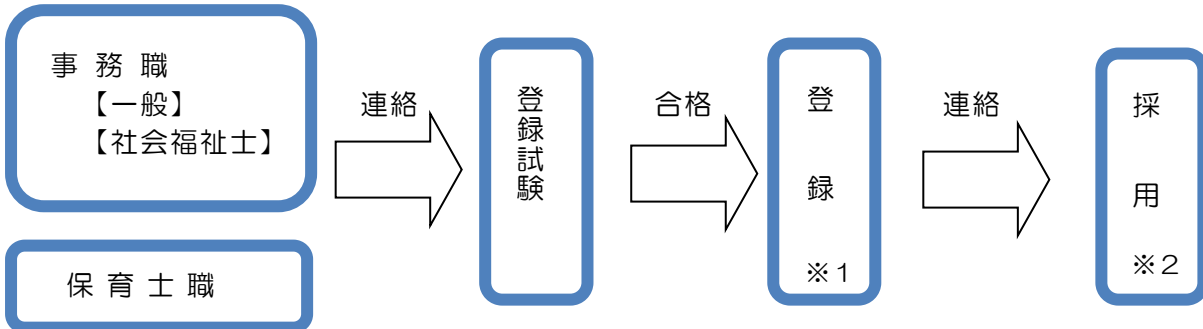 事 務 職
【一般】
【社会福祉士】
保 育 士 職
連絡
登録試験
合格
登 録 ※１
連絡
採 用 ※２